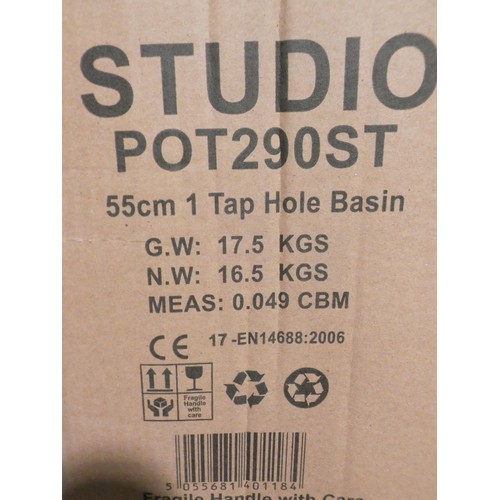 STUDIO
POT290ST
55cm 1 Tap Hole Basin
G.W: 17.5 KGS
N.W: 16.5 KGS
MEAS: 0.049 CBM
CE 17-EN14688:2006
Fragile
Handle
with
care
5 055681 401184
Fragile Handle with Care